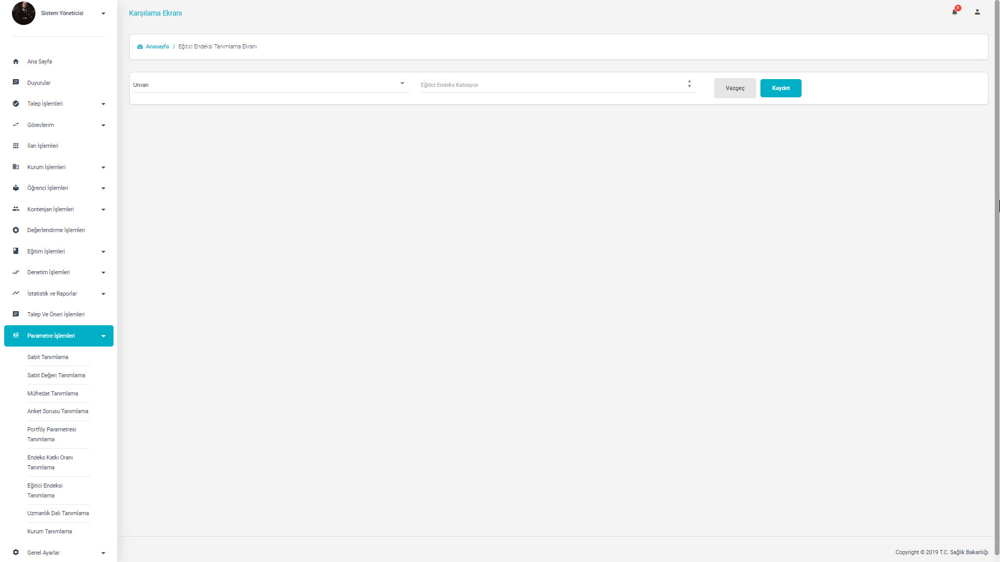 Sistem Yöneticisi
Ana Sayfa
Duyurular
Talep İşlemleri
Görevlerim
İlan İşlemleri
Kurum İşlemleri
Öğrenci İşlemleri
Kontenjan İşlemleri
Değerlendirme İşlemleri
Eğitim İşlemleri
Denetim İşlemleri
İstatistik ve Raporlar
Talep Ve Öneri İşlemleri
Parametre İşlemleri
Sabit Tanımlama
Sabit Değeri Tanımlama
Müfredat Tanımlama
Anket Sorusu Tanımlama
Portföy Parametresi
Tanımlama
Endeks Katkı Oranı
Tanımlama
Eğitici Endeksi
Tanımlama
Uzmanlık Dalı Tanımlama
Kurum Tanımlama
Genel Ayarlar
Karşılama Ekranı
0
Anasayfa / Eğitici Endeksi Tanımlama Ekranı
Unvan
Eğitici Endeks Katsayısı
Vazgeç
Kaydet
Copyright © 2019 T.C. Sağlık Bakanlığı